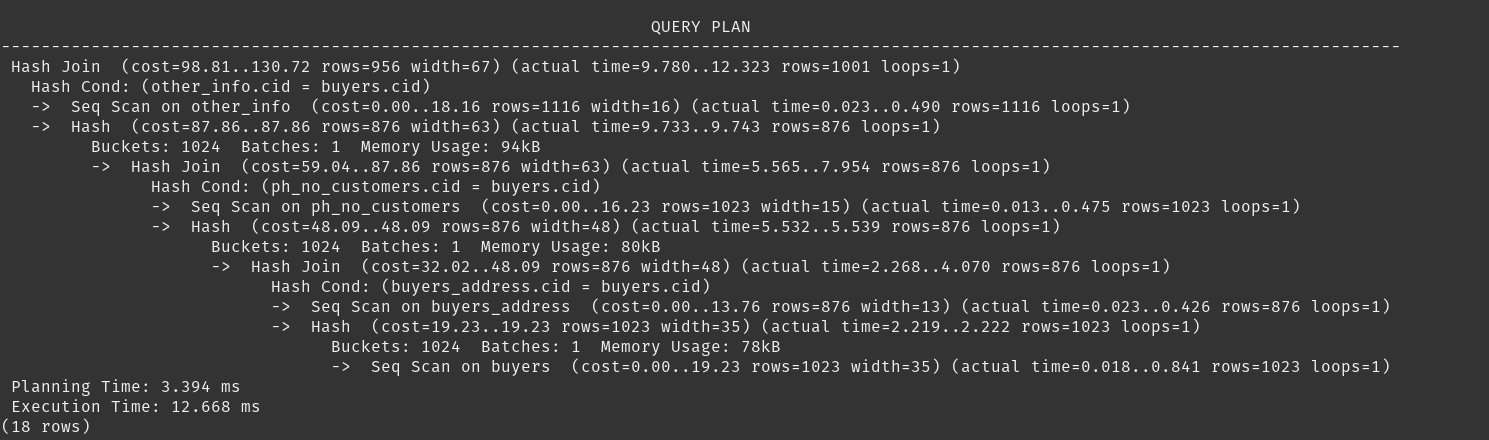 QUERY PLAN
--------------------------------------------------------------------------------------------------------------------------------------------
Hash Join  (cost=98.81..130.72 rows=956 width=67) (actual time=9.780..12.323 rows=1001 loops=1)
  Hash Cond: (other_info.cid = buyers.cid)
  ->  Seq Scan on other_info  (cost=0.00..18.16 rows=1116 width=16) (actual time=0.023..0.490 rows=1116 loops=1)
  ->  Hash  (cost=87.86..87.86 rows=876 width=63) (actual time=9.733..9.743 rows=876 loops=1)
        Buckets: 1024  Batches: 1  Memory Usage: 94kB
        ->  Hash Join  (cost=59.04..87.86 rows=876 width=63) (actual time=5.565..7.954 rows=876 loops=1)
              Hash Cond: (ph_no_customers.cid = buyers.cid)
              ->  Seq Scan on ph_no_customers  (cost=0.00..16.23 rows=1023 width=15) (actual time=0.013..0.475 rows=1023 loops=1)
              ->  Hash  (cost=48.09..48.09 rows=876 width=48) (actual time=5.532..5.539 rows=876 loops=1)
                    Buckets: 1024  Batches: 1  Memory Usage: 80kB
                    ->  Hash Join  (cost=32.02..48.09 rows=876 width=48) (actual time=2.268..4.070 rows=876 loops=1)
                          Hash Cond: (buyers_address.cid = buyers.cid)
                          ->  Seq Scan on buyers_address  (cost=0.00..13.76 rows=876 width=13) (actual time=0.023..0.426 rows=876 loops=1)
                          ->  Hash  (cost=19.23..19.23 rows=1023 width=35) (actual time=2.219..2.222 rows=1023 loops=1)
                                Buckets: 1024  Batches: 1  Memory Usage: 78kB
                                ->  Seq Scan on buyers  (cost=0.00..19.23 rows=1023 width=35) (actual time=0.018..0.841 rows=1023 loops=1)
Planning Time: 3.394 ms
Execution Time: 12.668 ms
(18 rows)